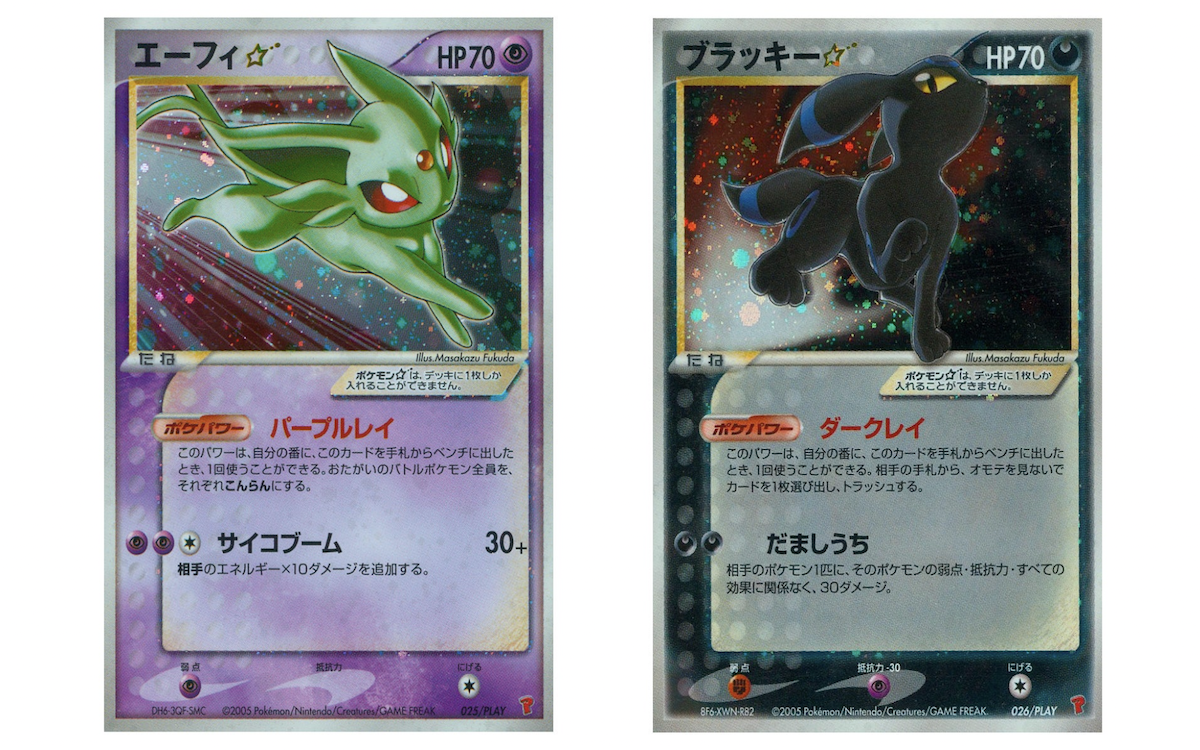 エーフィ☆
HP70
たね
Illus.Masakazu Fukuda
ポケモン☆は、デッキに1枚しか
入れることができません。
ポケパワー パープルレイ
このパワーは、自分の番に、このカードを手札からベンチに出した
とき、1回使うことができる。おたがいのバトルポケモン全員を、
それぞれこんらんにする。
サイコブーム 30+
相手のエネルギー×10ダメージを追加する。
弱点 抵抗力 にげる
DH6-3QF-SMC ©2005 Pokémon/Nintendo/Creatures/GAME FREAK. 025/PLAY
ブラッキー☆
HP70
たね
Illus.Masakazu Fukuda
ポケモン☆は、デッキに1枚しか
入れることができません。
ポケパワー ダークレイ
このパワーは、自分の番に、このカードを手札からベンチに出した
とき、1回使うことができる。相手の手札から、オモテを見ないで
カードを1枚選び出し、トラッシュする。
だましうち
相手のポケモン1匹に、そのポケモンの弱点・抵抗力・すべての
効果に関係なく、30ダメージ。
弱点 抵抗力 -30 にげる
8F6-XWN-R82 ©2005 Pokémon/Nintendo/Creatures/GAME FREAK. 026/PLAY